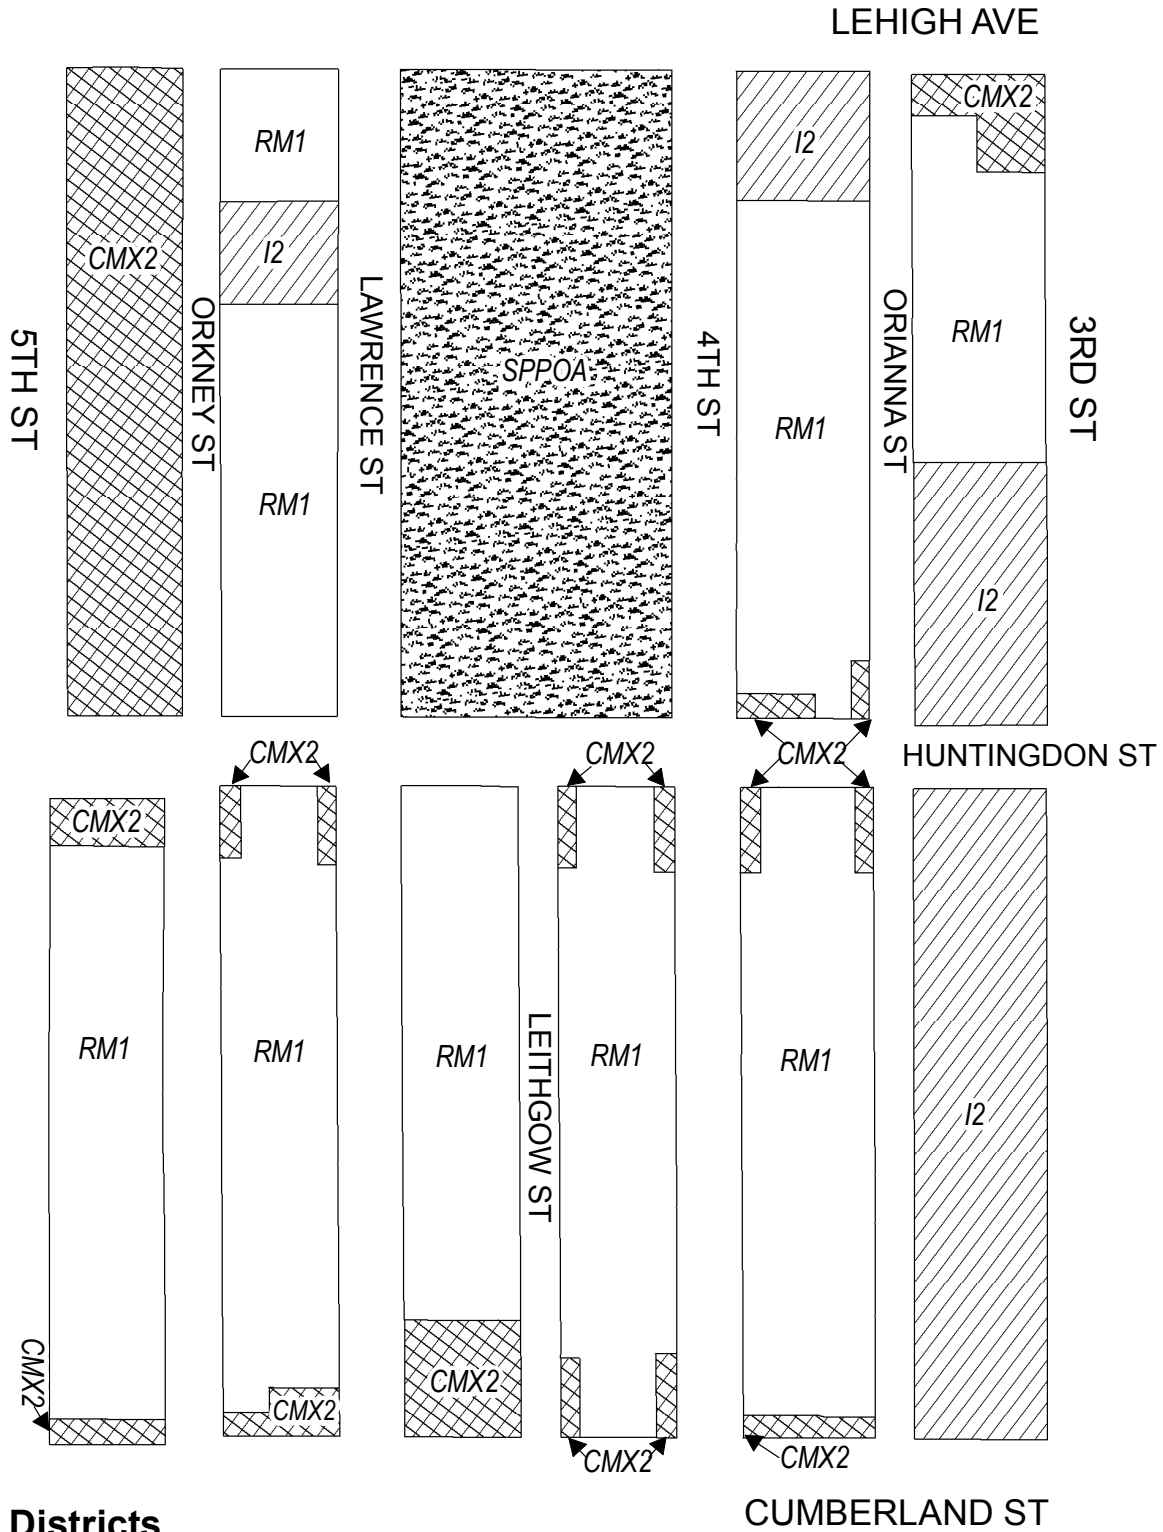 LEHIGH AVE
CMX2
RM1
I2
CMX2
I2
RM1
SPPOA
RM1
RM1
I2
RM1
5TH ST
ORKNEY ST
LAWRENCE ST
4TH ST
ORIANNA ST
3RD ST
CMX2
CMX2
CMX2
HUNTINGDON ST
CMX2
RM1
RM1
RM1
RM1
RM1
I2
LEITHGOW ST
CMX2
CMX2
CMX2
CMX2
CMX2
CUMBERLAND ST
Districts